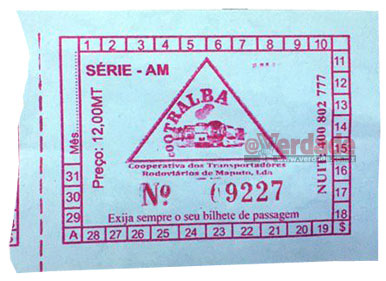 1 2 3 4 5 6 7 8 9 10
SÉRIE - AM
11
12
13
14
15
16
17
18
$
Mês
31
30
29
A
Preço: 12,00MT
COOTRALBA
@Verdade
Cooperativa dos Transportadores
Rodoviários de Maputo, Lda
Nº 09227
Exija sempre o seu bilhete de passagem
28 27 26 25 24 23 22 21 20 19
802 777